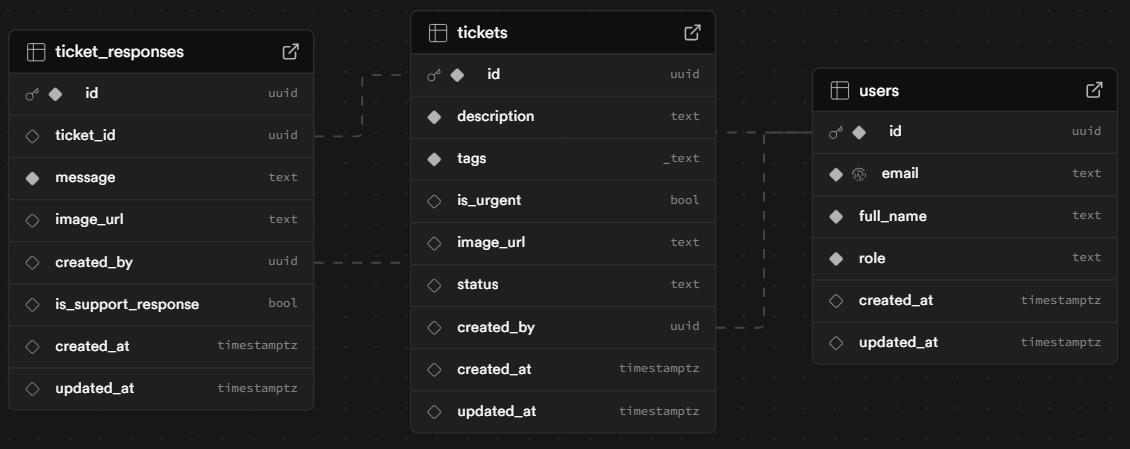 ticket_responses
id uuid
ticket_id uuid
message text
image_url text
created_by uuid
is_support_response bool
created_at timestamptz
updated_at timestamptz
tickets
id uuid
description text
tags _text
is_urgent bool
image_url text
status text
created_by uuid
created_at timestamptz
updated_at timestamptz
users
id uuid
email text
full_name text
role text
created_at timestamptz
updated_at timestamptz